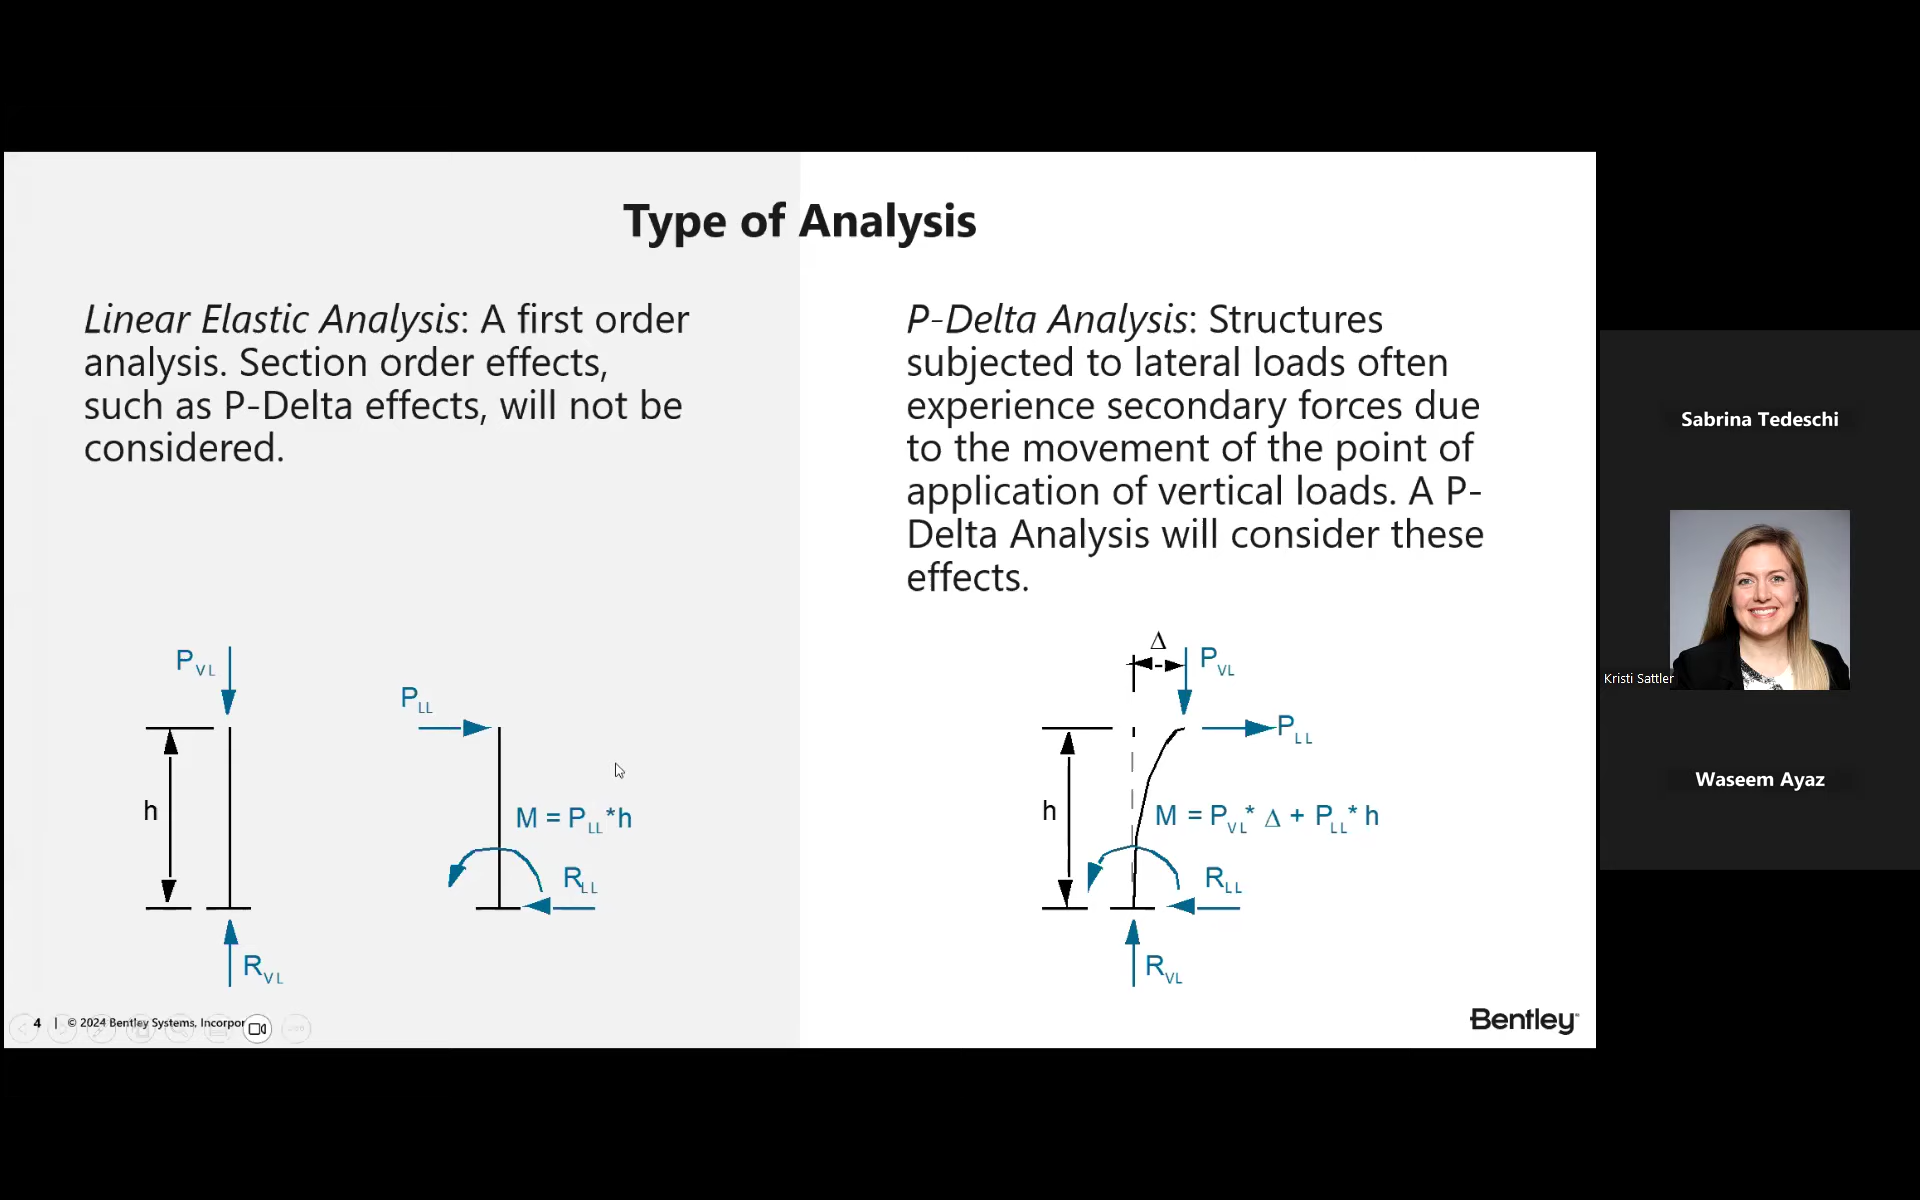 Type of Analysis
Linear Elastic Analysis: A first order
analysis. Section order effects,
such as P-Delta effects, will not be
considered.
P-Delta Analysis: Structures
subjected to lateral loads often
experience secondary forces due
to the movement of the point of
application of vertical loads. A P-
Delta Analysis will consider these
effects.
PVL
h
RVL
PLL
M = PLL*h
RLL
Δ
PVL
PLL
h
M = PVL* Δ + PLL* h
RLL
RVL
4 | © 2024 Bentley Systems, Incorpor
Bentley
Sabrina Tedeschi
Kristi Sattler
Waseem Ayaz